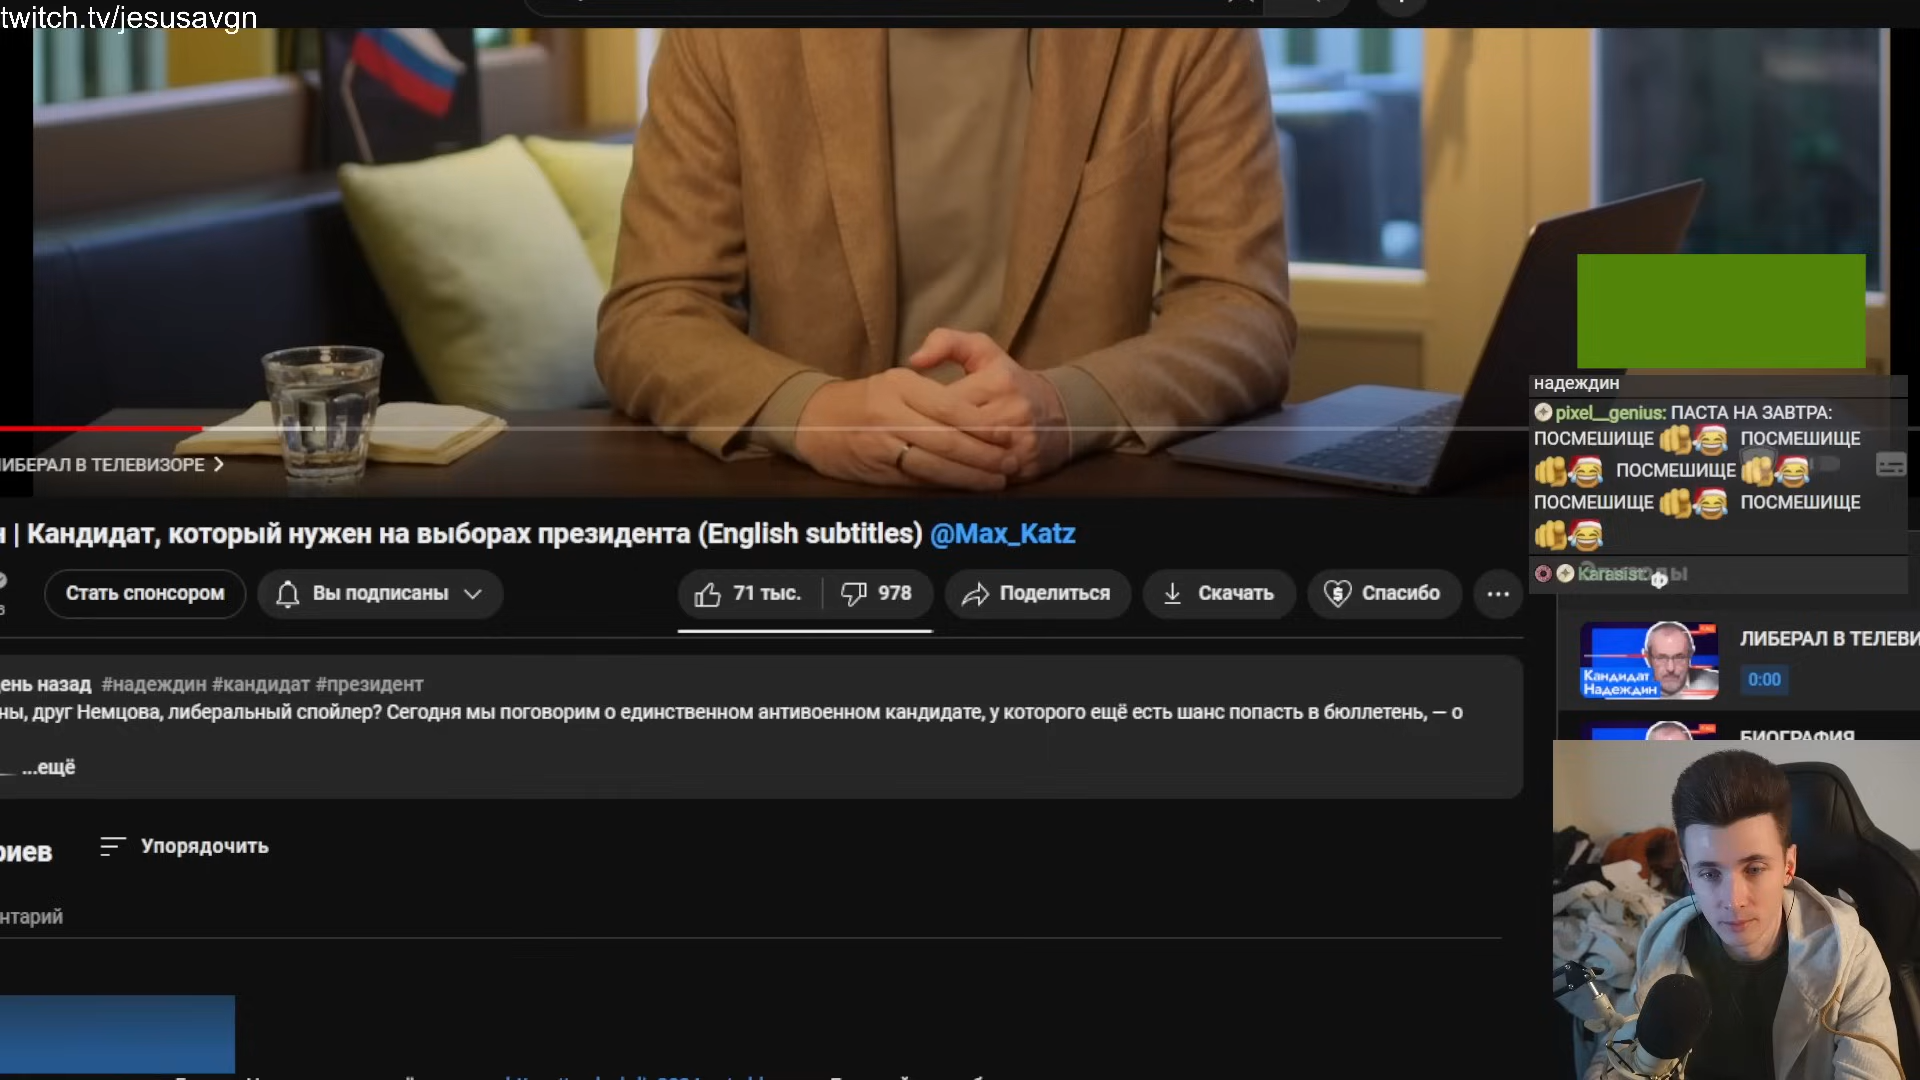 twitch.tv/jesusavgn
надеждин
pixel__genius: ПАСТА НА ЗАВТРА:
ПОСМЕШИЩЕ ПОСМЕШИЩЕ
ПОСМЕШИЩЕ
ПОСМЕШИЩЕ ПОСМЕШИЩЕ
Karasist:
ИБЕРАЛ В ТЕЛЕВИЗОРЕ
| Кандидат, который нужен на выборах президента (English subtitles) @Max_Katz
Стать спонсором
Вы подписаны
71 тыс.
978
Поделиться
Скачать
Спасибо
ень назад #надеждин #кандидат #президент
ны, друг Немцова, либеральный спойлер? Сегодня мы поговорим о единственном антивоенном кандидате, у которого ещё есть шанс попасть в бюллетень, — о
...ещё
риев
Упорядочить
нтарий
Кандидат
Надеждин
ЛИБЕРАЛ В ТЕЛЕВИ
0:00
БИОГРАФИЯ